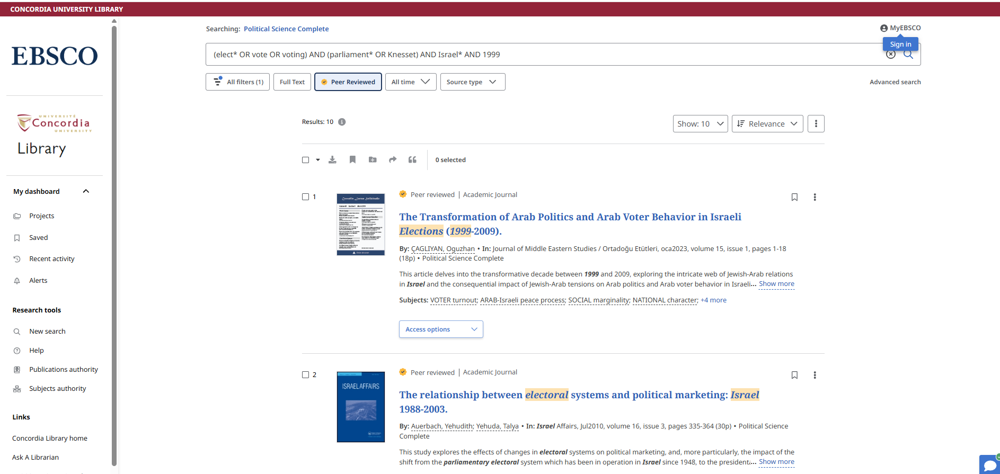 CONCORDIA UNIVERSITY LIBRARY
EBSCO
UNIVERSITÉ
Concordia
UNIVERSITY
Library
My dashboard
Projects
Saved
Recent activity
Alerts
Research tools
New search
Help
Publications authority
Subjects authority
Links
Concordia Library home
Ask A Librarian
Searching: Political Science Complete
MyEBSCO
Sign in
(elect* OR vote OR voting) AND (parliament* OR Knesset) AND Israel* AND 1999
All filters (1)
Full Text
Peer Reviewed
All time
Source type
Advanced search
Results: 10
Show: 10
Relevance
0 selected
1
Peer reviewed | Academic Journal
The Transformation of Arab Politics and Arab Voter Behavior in Israeli
Elections (1999-2009).
By: ÇAGLIYAN, Oguzhan • In: Journal of Middle Eastern Studies / Ortadoğu Etütleri, oca2023, volume 15, issue 1, pages 1-18
(18p) • Political Science Complete
This article delves into the transformative decade between 1999 and 2009, exploring the intricate web of Jewish-Arab relations
in Israel and the consequential impact of Jewish-Arab tensions on Arab politics and Arab voter behavior in Israeli... Show more
Subjects: VOTER turnout; ARAB-Israeli peace process; SOCIAL marginality; NATIONAL character; +4 more
Access options
2
ISRAEL AFFAIRS
Peer reviewed | Academic Journal
The relationship between electoral systems and political marketing: Israel
1988-2003.
By: Auerbach, Yehudith; Yehuda, Talya • In: Israel Affairs, Jul2010, volume 16, issue 3, pages 335-364 (30p) • Political Science
Complete
This study explores the effects of changes in electoral systems on political marketing, and, more particularly, the impact of the
shift from the parliamentary electoral system which has been in operation in Israel since 1948, to the president... Show more